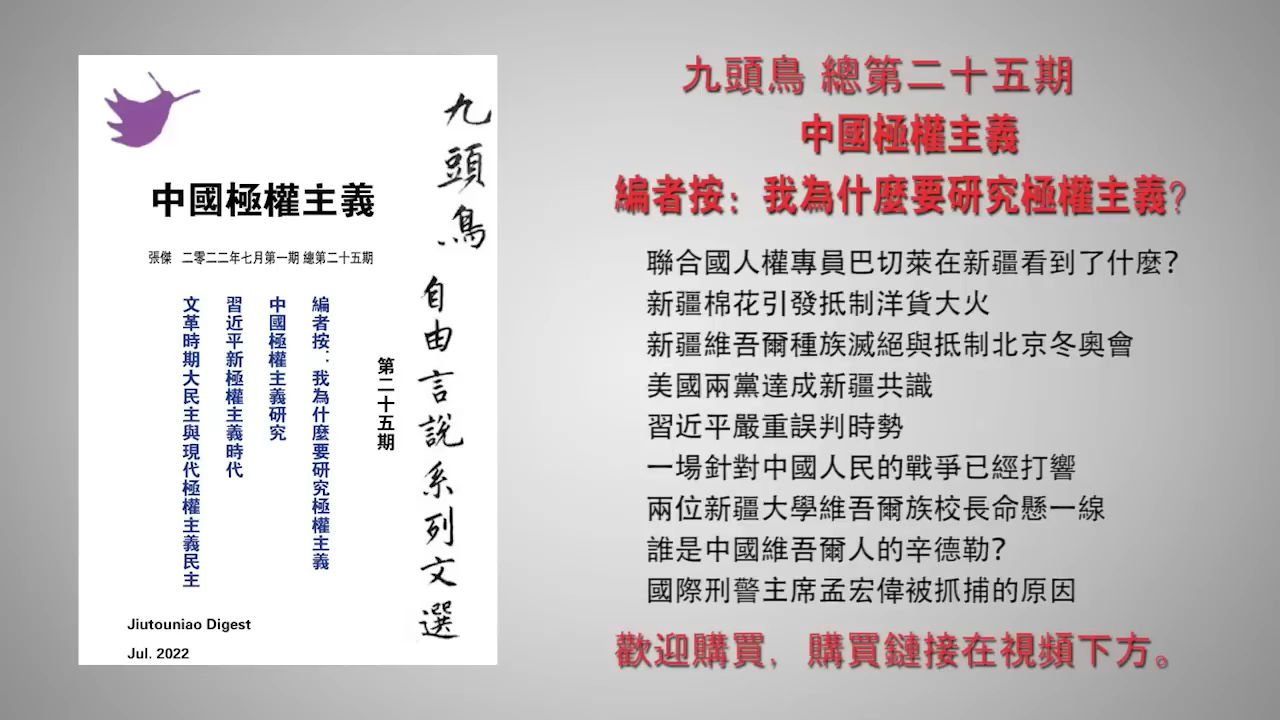 九頭鳥 自由言說系列文選
第二十五期
中國極權主義
張傑 二零二二年七月第一期 總第二十五期
編者按：我為什麼要研究極權主義
中國極權主義研究
習近平新極權主義時代
文革時期大民主與現代極權主義民主
Jiutouniao Digest
Jul. 2022
九頭鳥 總第二十五期
中國極權主義
編者按：我為什麼要研究極權主義？
聯合國人權專員巴切萊在新疆看到了什麼？
新疆棉花引發抵制洋貨大火
新疆維吾爾種族滅絕與抵制北京冬奧會
美國兩黨達成新疆共識
習近平嚴重誤判時勢
一場針對中國人民的戰爭已經打響
兩位新疆大學維吾爾族校長命懸一線
誰是中國維吾爾人的辛德勒？
國際刑警主席孟宏偉被抓捕的原因
歡迎購買，購買鏈接在視頻下方。